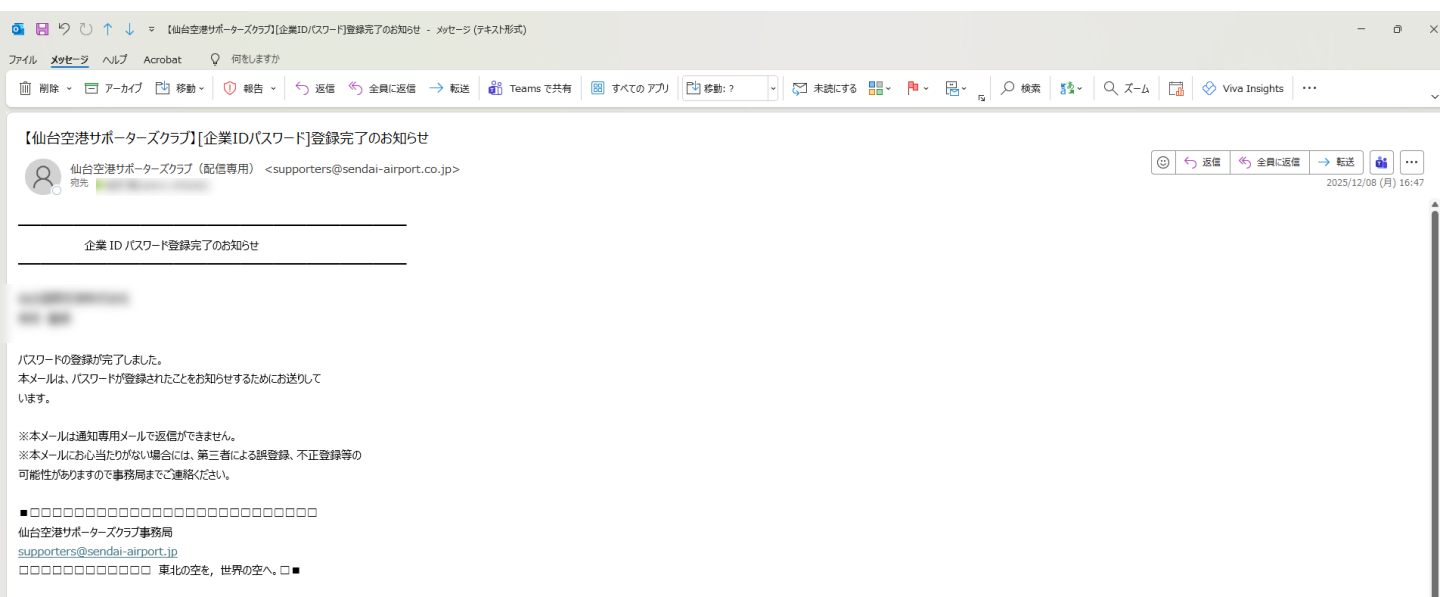 【仙台空港サポーターズクラブ】[企業IDパスワード]登録完了のお知らせ - メッセージ (テキスト形式)
ファイル メッセージ ヘルプ Acrobat 何をしますか
削除 アーカイブ 移動 報告 返信 全員に返信 転送 Teams で共有 すべてのアプリ 移動: ? 未読にする 検索 ズーム Viva Insights
【仙台空港サポーターズクラブ】[企業IDパスワード]登録完了のお知らせ
仙台空港サポーターズクラブ（配信専用） <supporters@sendai-airport.co.jp>
宛先
返信 全員に返信 転送
2025/12/08 (月) 16:47
企業 ID パスワード登録完了のお知らせ
パスワードの登録が完了しました。
本メールは、パスワードが登録されたことをお知らせするためにお送りして
います。
※本メールは通知専用メールで返信ができません。
※本メールにお心当たりがない場合には、第三者による誤登録、不正登録等の
可能性がありますので事務局までご連絡ください。
■□□□□□□□□□□□□□□□□□□□□□□□□□□
仙台空港サポーターズクラブ事務局
supporters@sendai-airport.jp
□□□□□□□□□□□□ 東北の空を，世界の空へ。□■